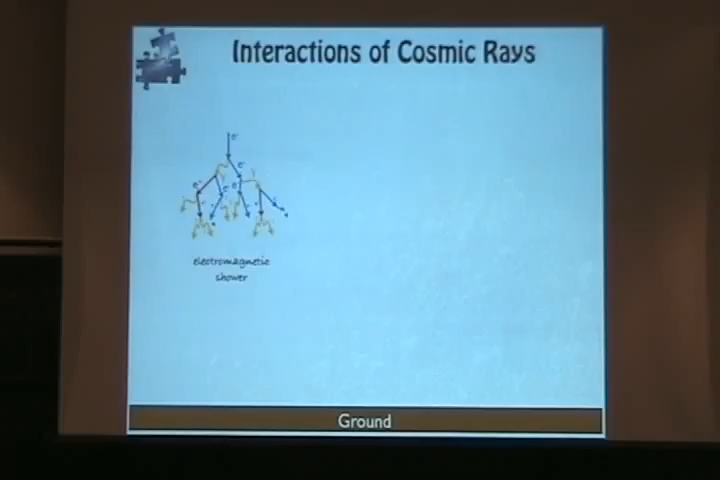 Interactions of Cosmic Rays
e⁻
e⁻
e⁺
e⁻
electromagnetic
shower
Ground